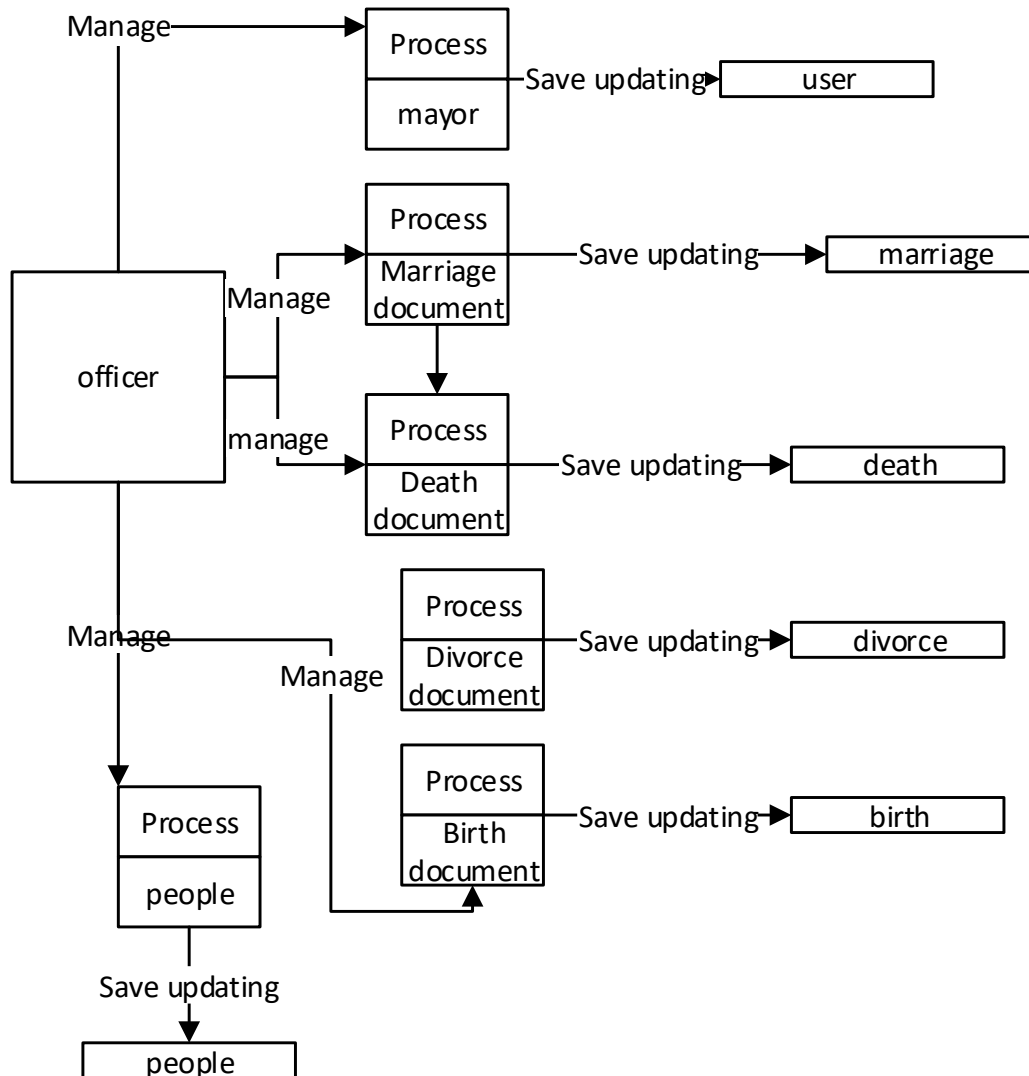 Manage
Process
mayor
Save updating
user
Process
Marriage
document
Save updating
marriage
Manage
officer
manage
Process
Death
document
Save updating
death
Process
Divorce
document
Save updating
divorce
Manage
Manage
Process
Birth
document
Save updating
birth
Process
people
Save updating
people